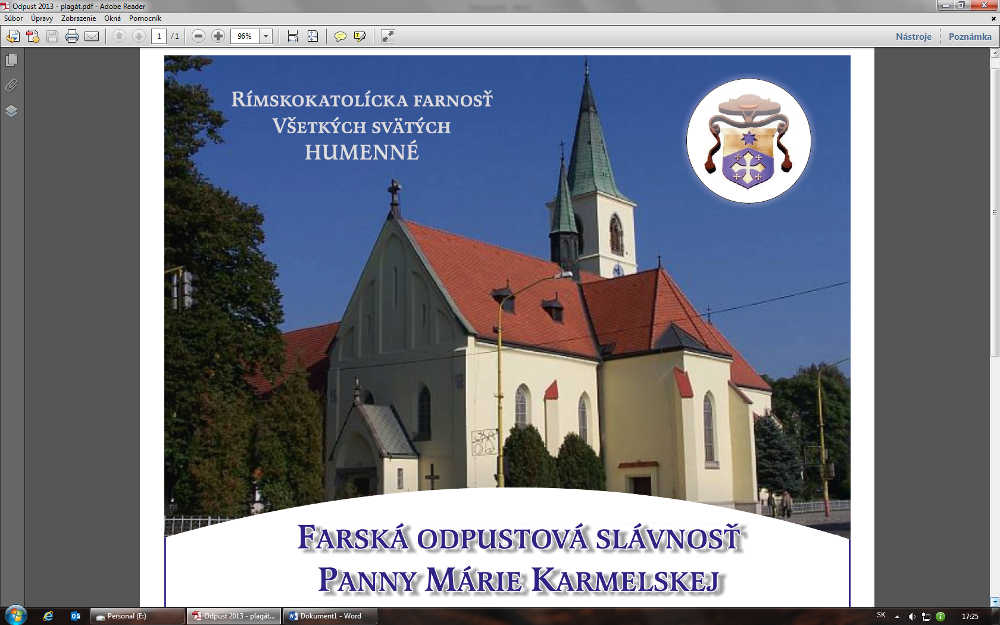 Odpust 2013 - plagát.pdf - Adobe Reader
Súbor Úpravy Zobrazenie Okná Pomocník
1 / 1 96% Nástroje Poznámka
Rímskokatolícka farnosť
Všetkých svätých
HUMENNÉ
Farská odpustová slávnosť
Panny Márie Karmelskej
Personal (E:) Odpust 2013 - plagát... Dokument1 - Word SK 17:25